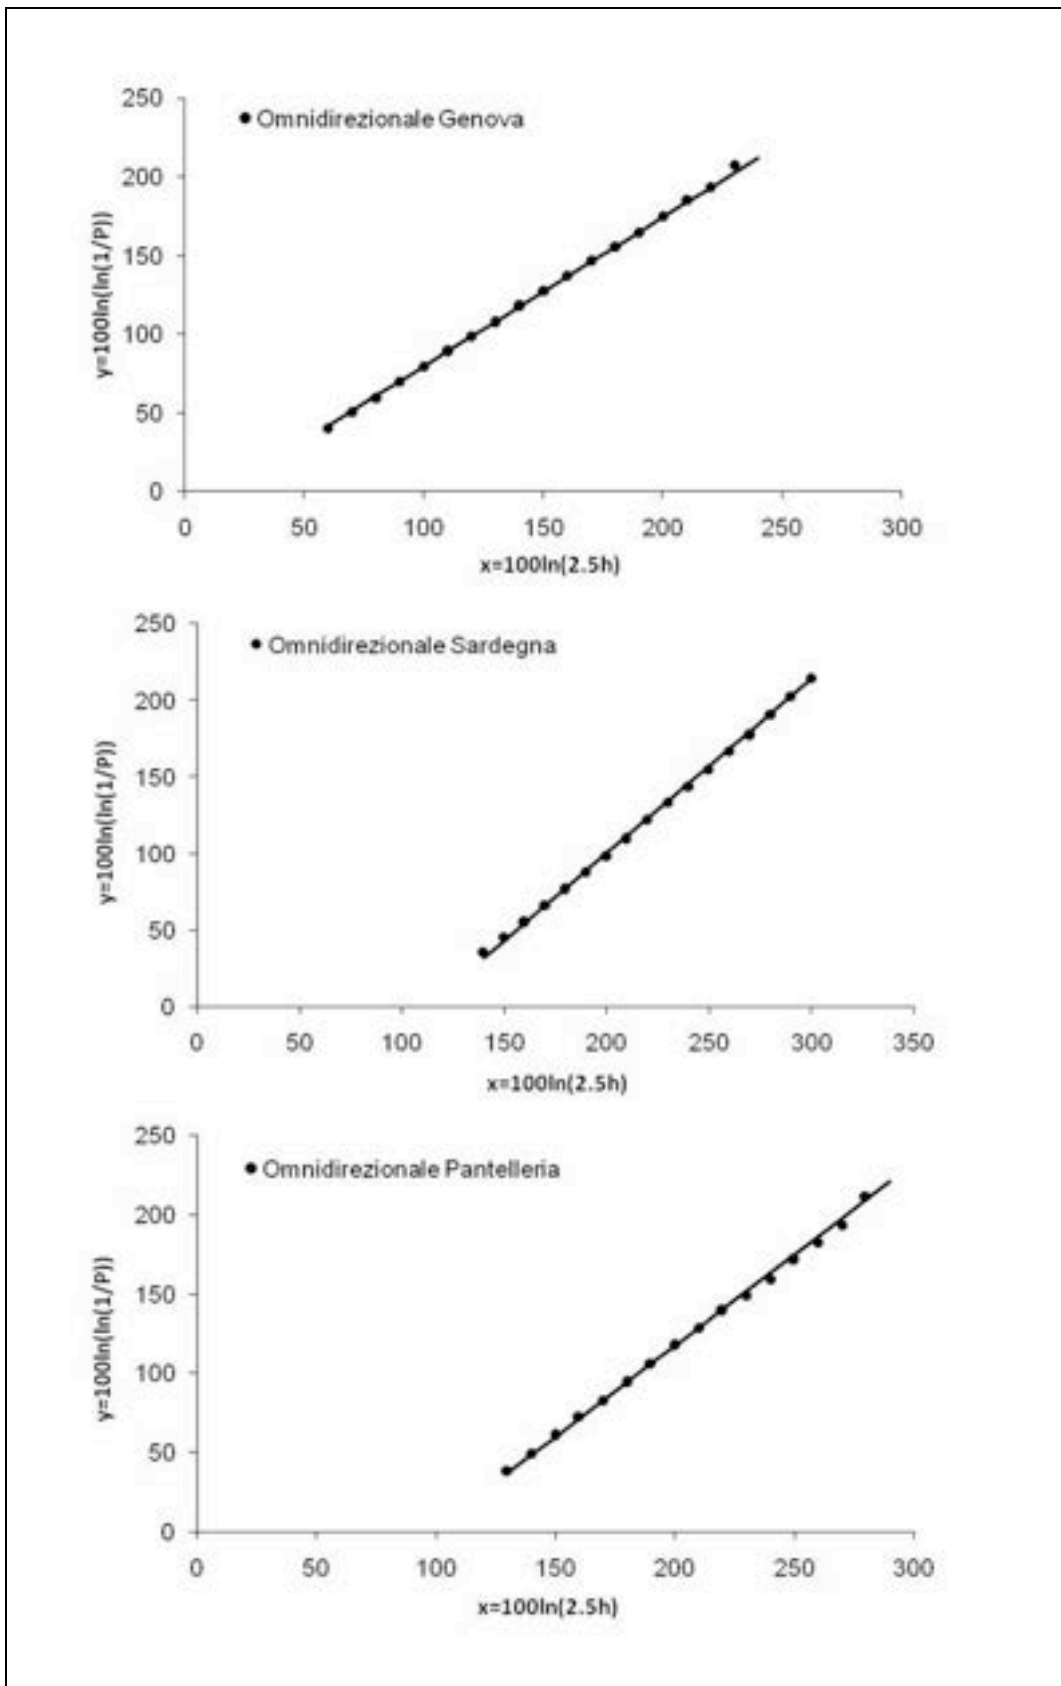 250
● Omnidirezionale Genova
200
150
100
50
0
y=100ln(ln(1/P))
0 50 100 150 200 250 300
x=100ln(2.5h)
250
● Omnidirezionale Sardegna
200
150
100
50
0
y=100ln(ln(1/P))
0 50 100 150 200 250 300 350
x=100ln(2.5h)
250
● Omnidirezionale Pantelleria
200
150
100
50
0
y=100ln(ln(1/P))
0 50 100 150 200 250 300
x=100ln(2.5h)